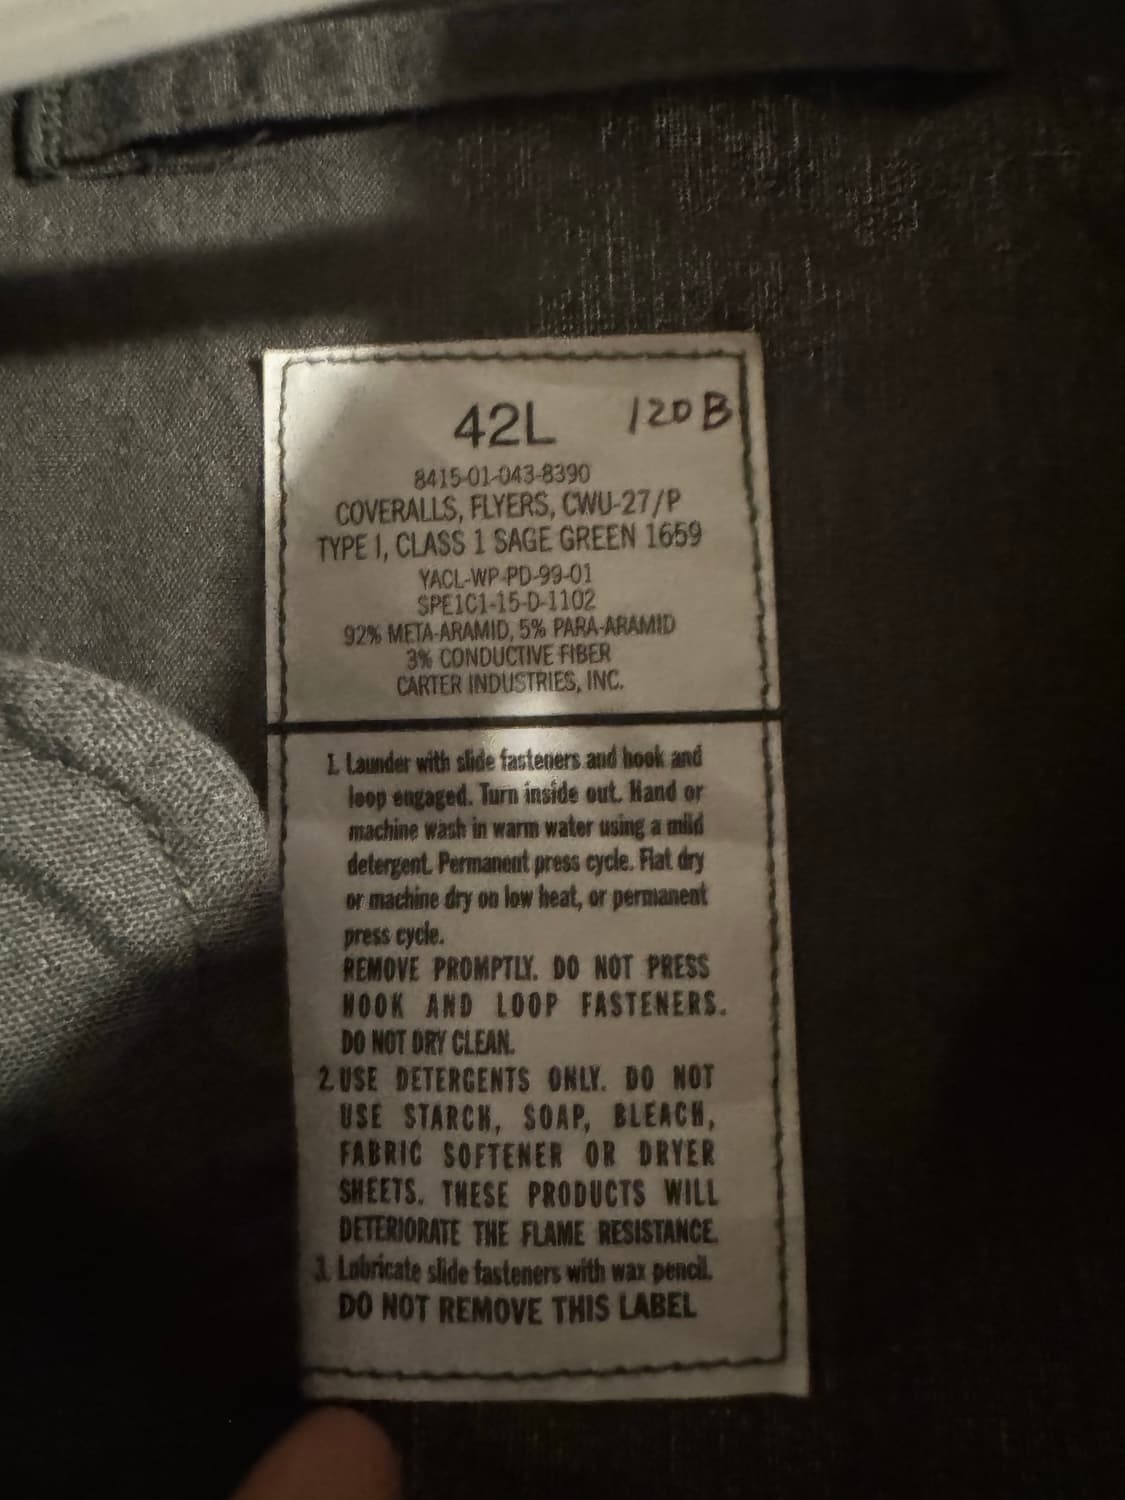 42L 120B
8415-01-043-8390
COVERALLS, FLYERS, CWU-27/P
TYPE I, CLASS 1 SAGE GREEN 1659
YACL-WP-PD-99-01
SPE1C1-15-D-1102
92% META-ARAMID, 5% PARA-ARAMID
3% CONDUCTIVE FIBER
CARTER INDUSTRIES, INC.
1. Launder with slide fasteners and hook and
loop engaged. Turn inside out. Hand or
machine wash in warm water using a mild
detergent. Permanent press cycle. Flat dry
or machine dry on low heat, or permanent
press cycle.
REMOVE PROMPTLY. DO NOT PRESS
HOOK AND LOOP FASTENERS.
DO NOT DRY CLEAN.
2. USE DETERGENTS ONLY. DO NOT
USE STARCH, SOAP, BLEACH,
FABRIC SOFTENER OR DRYER
SHEETS. THESE PRODUCTS WILL
DETERIORATE THE FLAME RESISTANCE.
3. Lubricate slide fasteners with wax pencil.
DO NOT REMOVE THIS LABEL